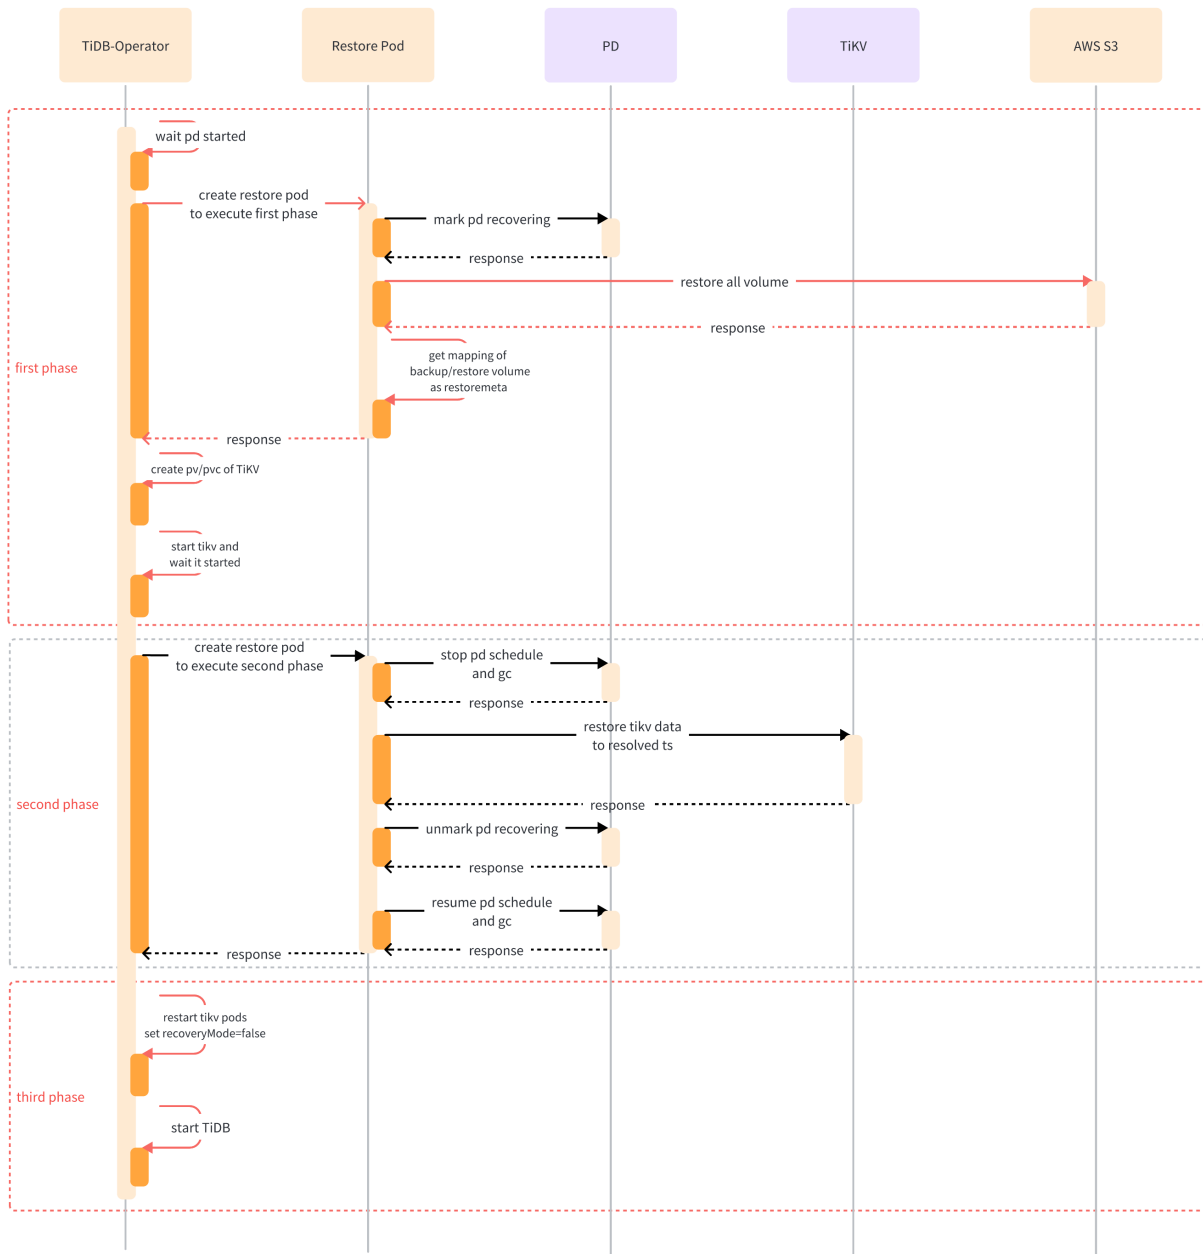 TiDB-Operator
Restore Pod
PD
TiKV
AWS S3
wait pd started
create restore pod
to execute first phase
mark pd recovering
response
restore all volume
response
get mapping of
backup/restore volume
as restoremeta
first phase
response
create pv/pvc of TiKV
start tikv and
wait it started
create restore pod
to execute second phase
stop pd schedule
and gc
response
restore tikv data
to resolved ts
second phase
response
unmark pd recovering
response
resume pd schedule
and gc
response
response
restart tikv pods
set recoveryMode=false
third phase
start TiDB